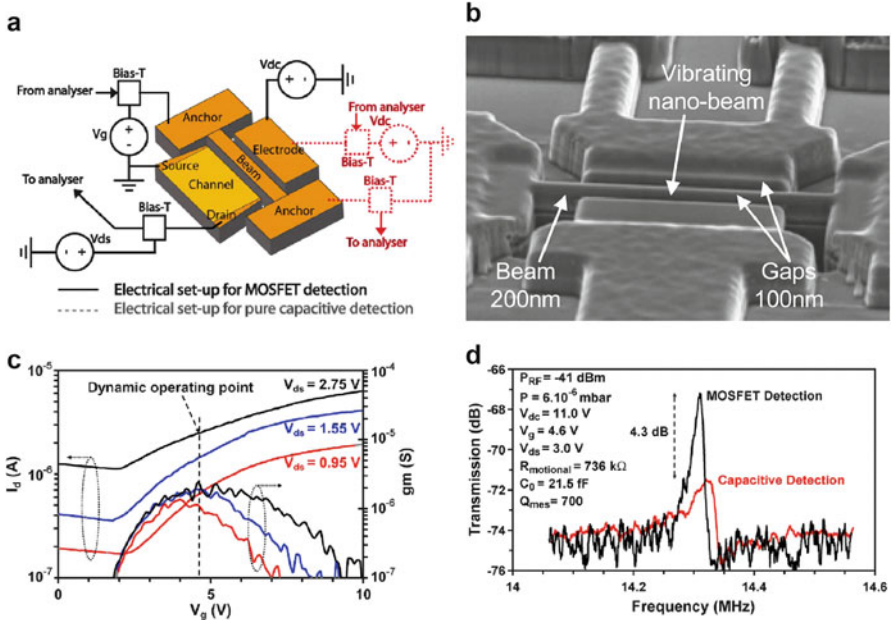 a
Bias-T
Vdc
From analyser
Anchor
Vg
Electrode
Beam
Source
Channel
Drain
Anchor
To analyser
Bias-T
Vds
From analyser
Vdc
Bias-T
Bias-T
To analyser
Electrical set-up for MOSFET detection
Electrical set-up for pure capacitive detection
b
Vibrating
nano-beam
Beam
200nm
Gaps
100nm
c
Dynamic operating point
Vds = 2.75 V
Vds = 1.55 V
Vds = 0.95 V
10-5
10-6
10-7
Id (A)
10-4
10-5
10-6
10-7
gm (S)
0 2 4 6 8 10
Vg (V)
d
PRF = -41 dBm
P = 6.10-6 mbar
Vdc = 11.0 V
Vg = 4.6 V
Vds = 3.0 V
Rmotional = 736 kΩ
C0 = 21.5 fF
Qmes = 700
4.3 dB
MOSFET Detection
Capacitive Detection
-66
-68
-70
-72
-74
-76
Transmission (dB)
14 14.2 14.4 14.6
Frequency (MHz)